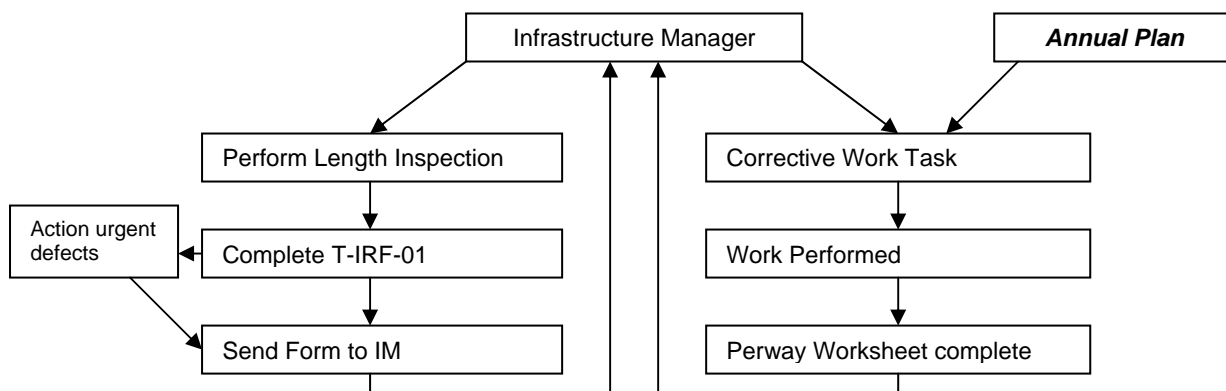 Infrastructure Manager
Annual Plan
Perform Length Inspection
Corrective Work Task
Action urgent
defects
Complete T-IRF-01
Work Performed
Send Form to IM
Perway Worksheet complete